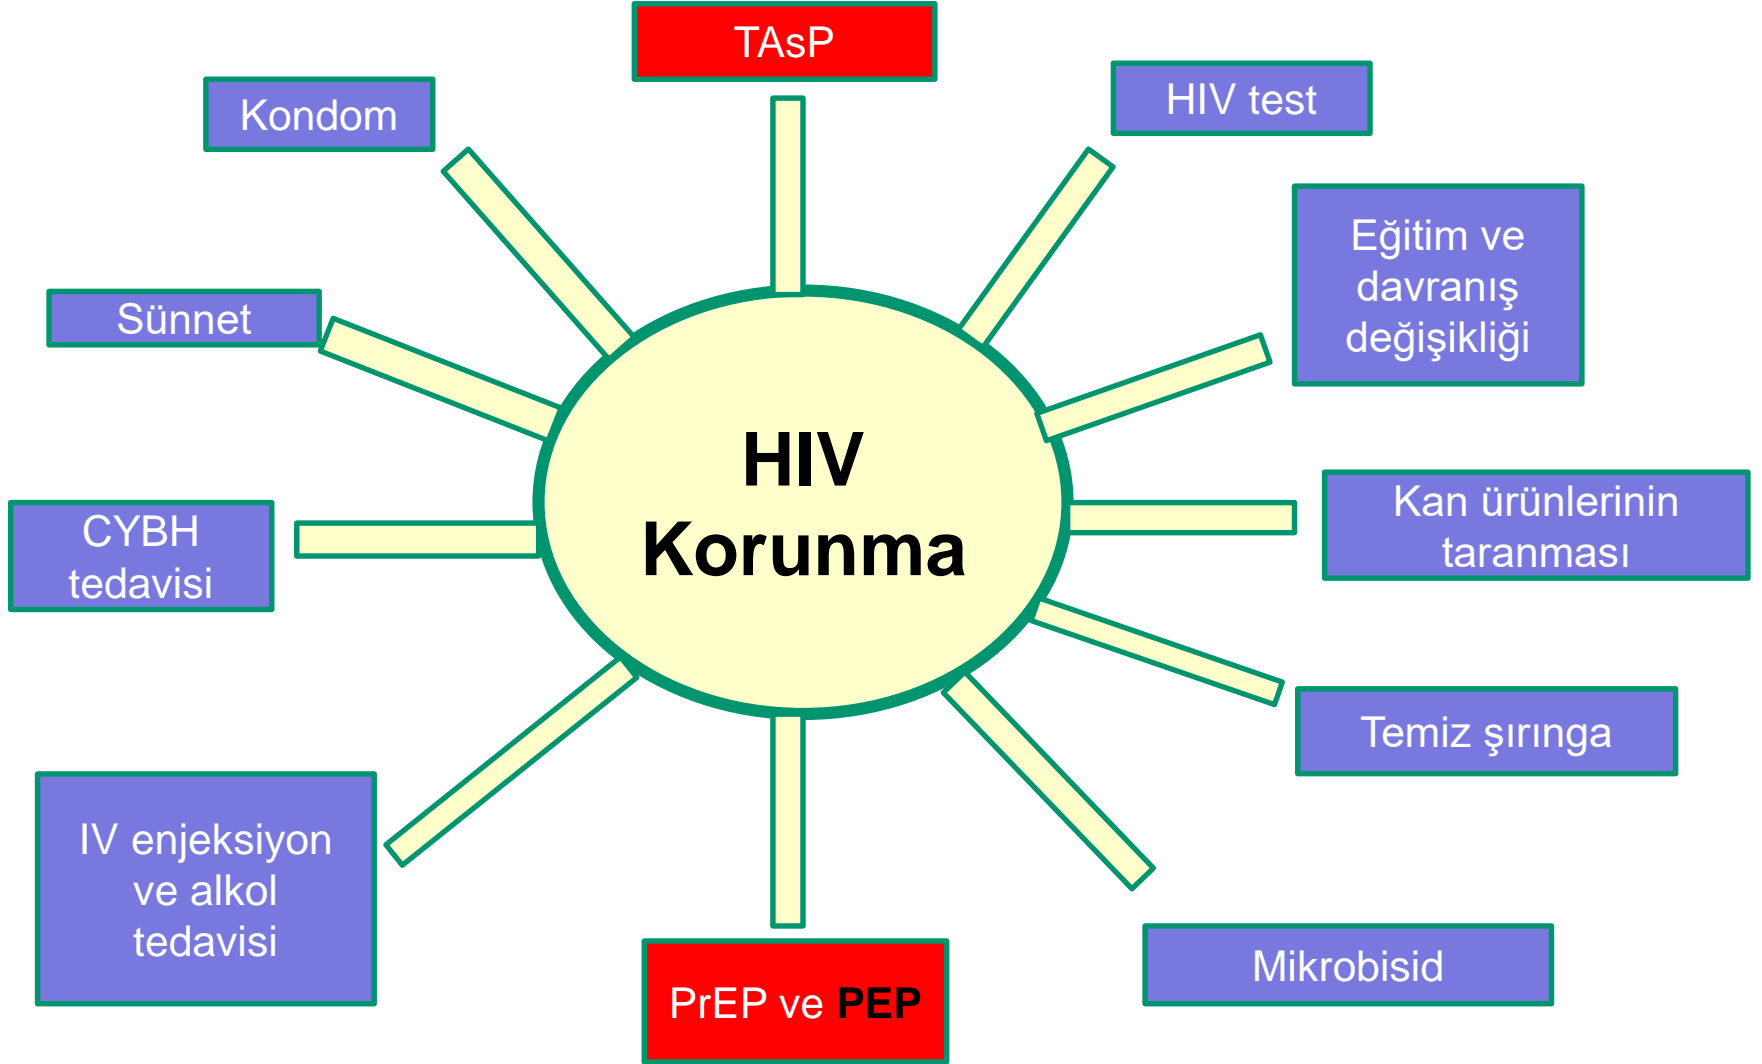 TAsP
Kondom
HIV test
Eğitim ve
davranış
değişikliği
Sünnet
HIV
Korunma
CYBH
tedavisi
Kan ürünlerinin
taranması
Temiz şırınga
IV enjeksiyon
ve alkol
tedavisi
PrEP ve PEP
Mikrobisid